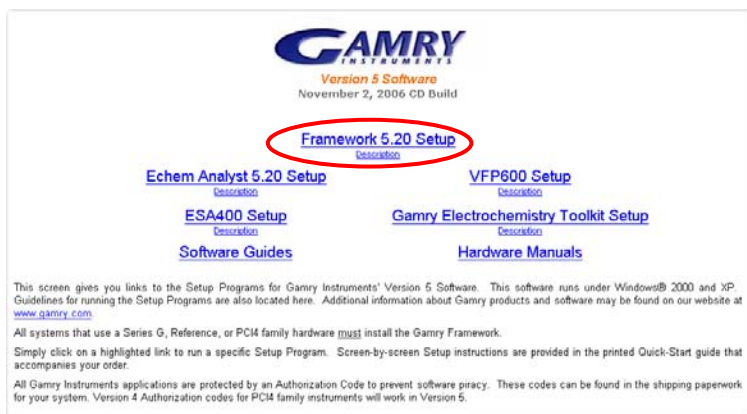 GAMRY
INSTRUMENTS
Version 5 Software
November 2, 2006 CD Build
Framework 5.20 Setup
Description
Echem Analyst 5.20 Setup
Description
VFP600 Setup
Description
ESA400 Setup
Description
Gamry Electrochemistry Toolkit Setup
Description
Software Guides
Hardware Manuals
This screen gives you links to the Setup Programs for Gamry Instruments' Version 5 Software. This software runs under Windows® 2000 and XP.
Guidelines for running the Setup Programs are also located here. Additional information about Gamry products and software may be found on our website at
www.gamry.com.
All systems that use a Series G, Reference, or PCI4 family hardware must install the Gamry Framework.
Simply click on a highlighted link to run a specific Setup Program. Screen-by-screen Setup instructions are provided in the printed Quick-Start guide that
accompanies your order.
All Gamry Instruments applications are protected by an Authorization Code to prevent software piracy. These codes can be found in the shipping paperwork
for your system. Version 4 Authorization codes for PCI4 family instruments will work in Version 5.